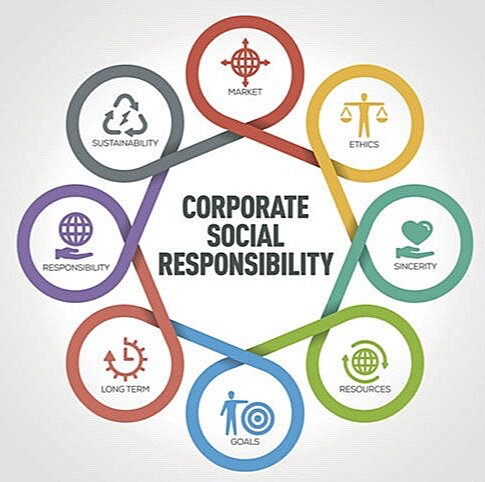 CORPORATE
SOCIAL
RESPONSIBILITY
MARKET
ETHICS
SINCERITY
RESOURCES
GOALS
LONG TERM
RESPONSIBILITY
SUSTAINABILITY